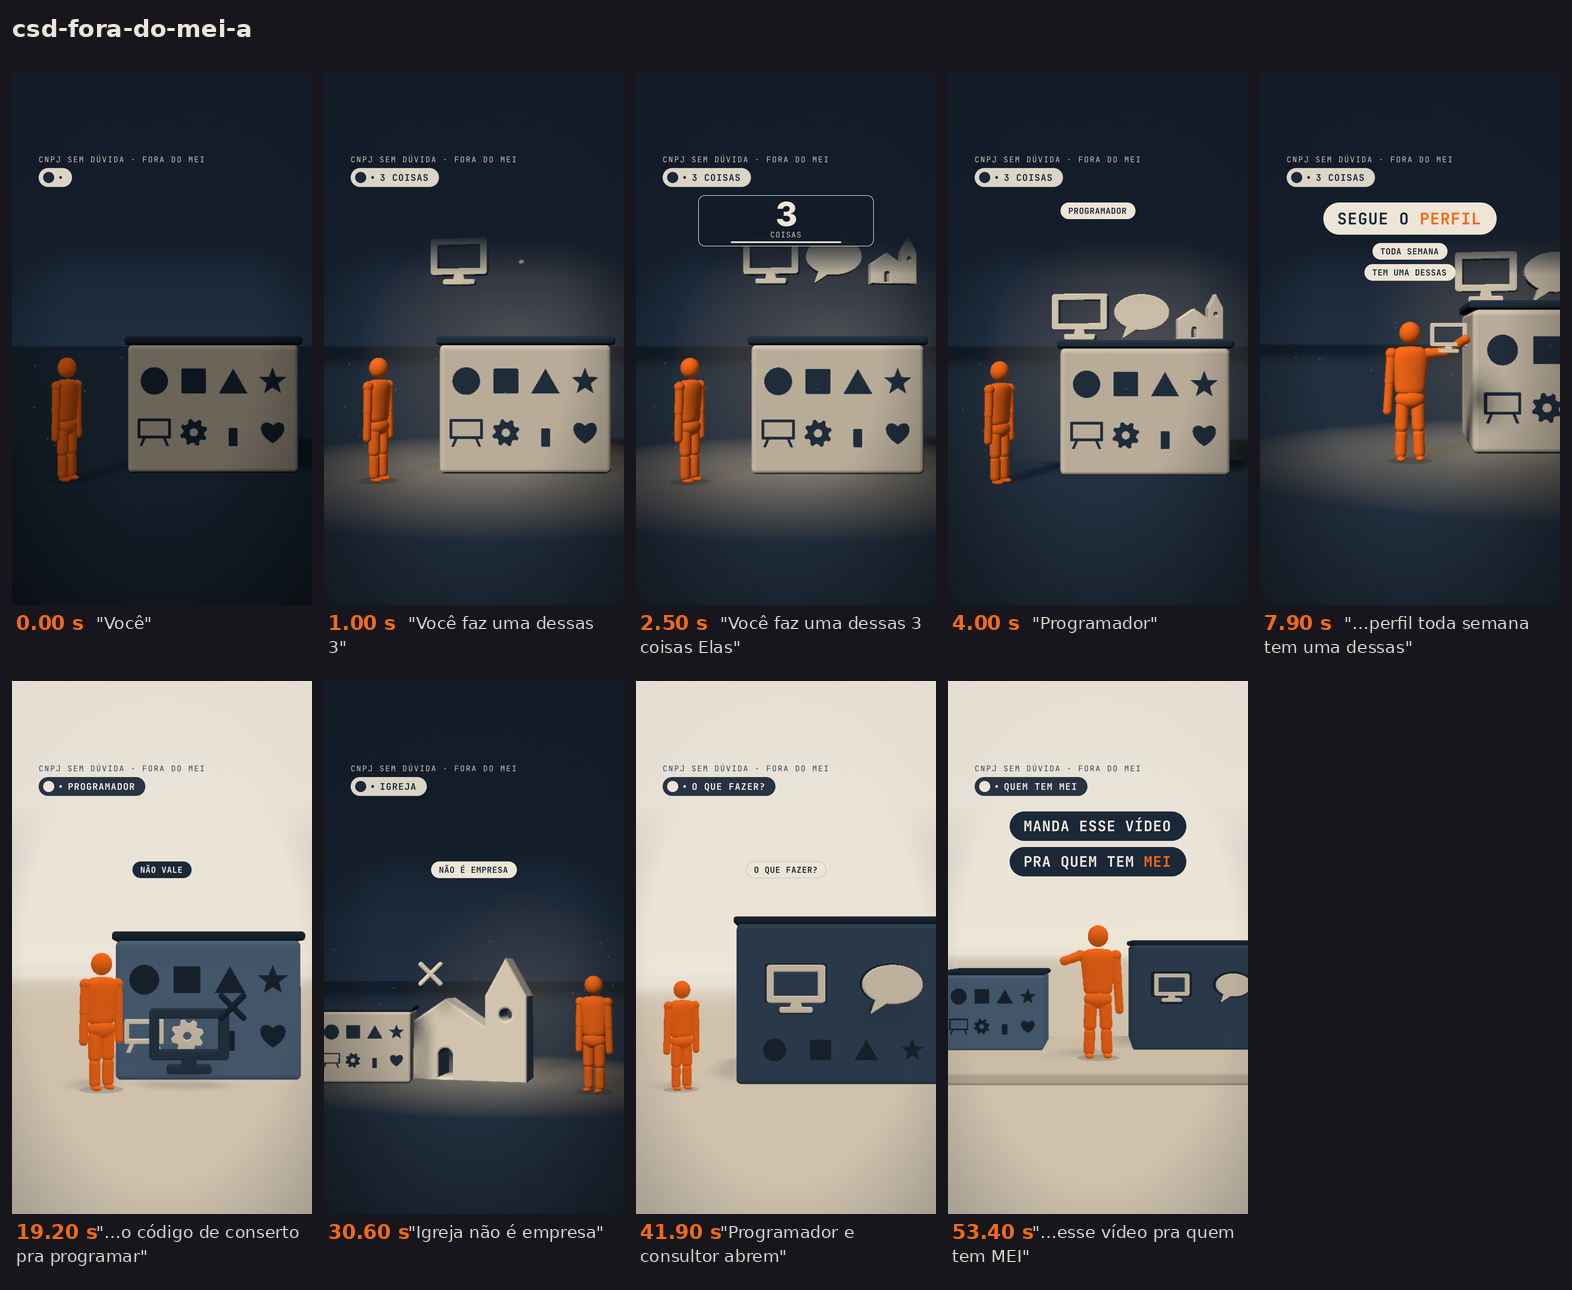 csd-fora-do-mei-a
CNPJ SEM DÚVIDA · FORA DO MEI
•
0.00 s "Você"
CNPJ SEM DÚVIDA · FORA DO MEI
• 3 COISAS
1.00 s "Você faz uma dessas
3"
CNPJ SEM DÚVIDA · FORA DO MEI
• 3 COISAS
3
COISAS
2.50 s "Você faz uma dessas 3
coisas Elas"
CNPJ SEM DÚVIDA · FORA DO MEI
• 3 COISAS
PROGRAMADOR
4.00 s "Programador"
CNPJ SEM DÚVIDA · FORA DO MEI
• 3 COISAS
SEGUE O PERFIL
TODA SEMANA
TEM UMA DESSAS
7.90 s "...perfil toda semana
tem uma dessas"
CNPJ SEM DÚVIDA · FORA DO MEI
• PROGRAMADOR
NÃO VALE
19.20 s "...o código de conserto
pra programar"
CNPJ SEM DÚVIDA · FORA DO MEI
• IGREJA
NÃO É EMPRESA
30.60 s "Igreja não é empresa"
CNPJ SEM DÚVIDA · FORA DO MEI
• O QUE FAZER?
O QUE FAZER?
41.90 s "Programador e
consultor abrem"
CNPJ SEM DÚVIDA · FORA DO MEI
• QUEM TEM MEI
MANDA ESSE VÍDEO
PRA QUEM TEM MEI
53.40 s "...esse vídeo pra quem
tem MEI"